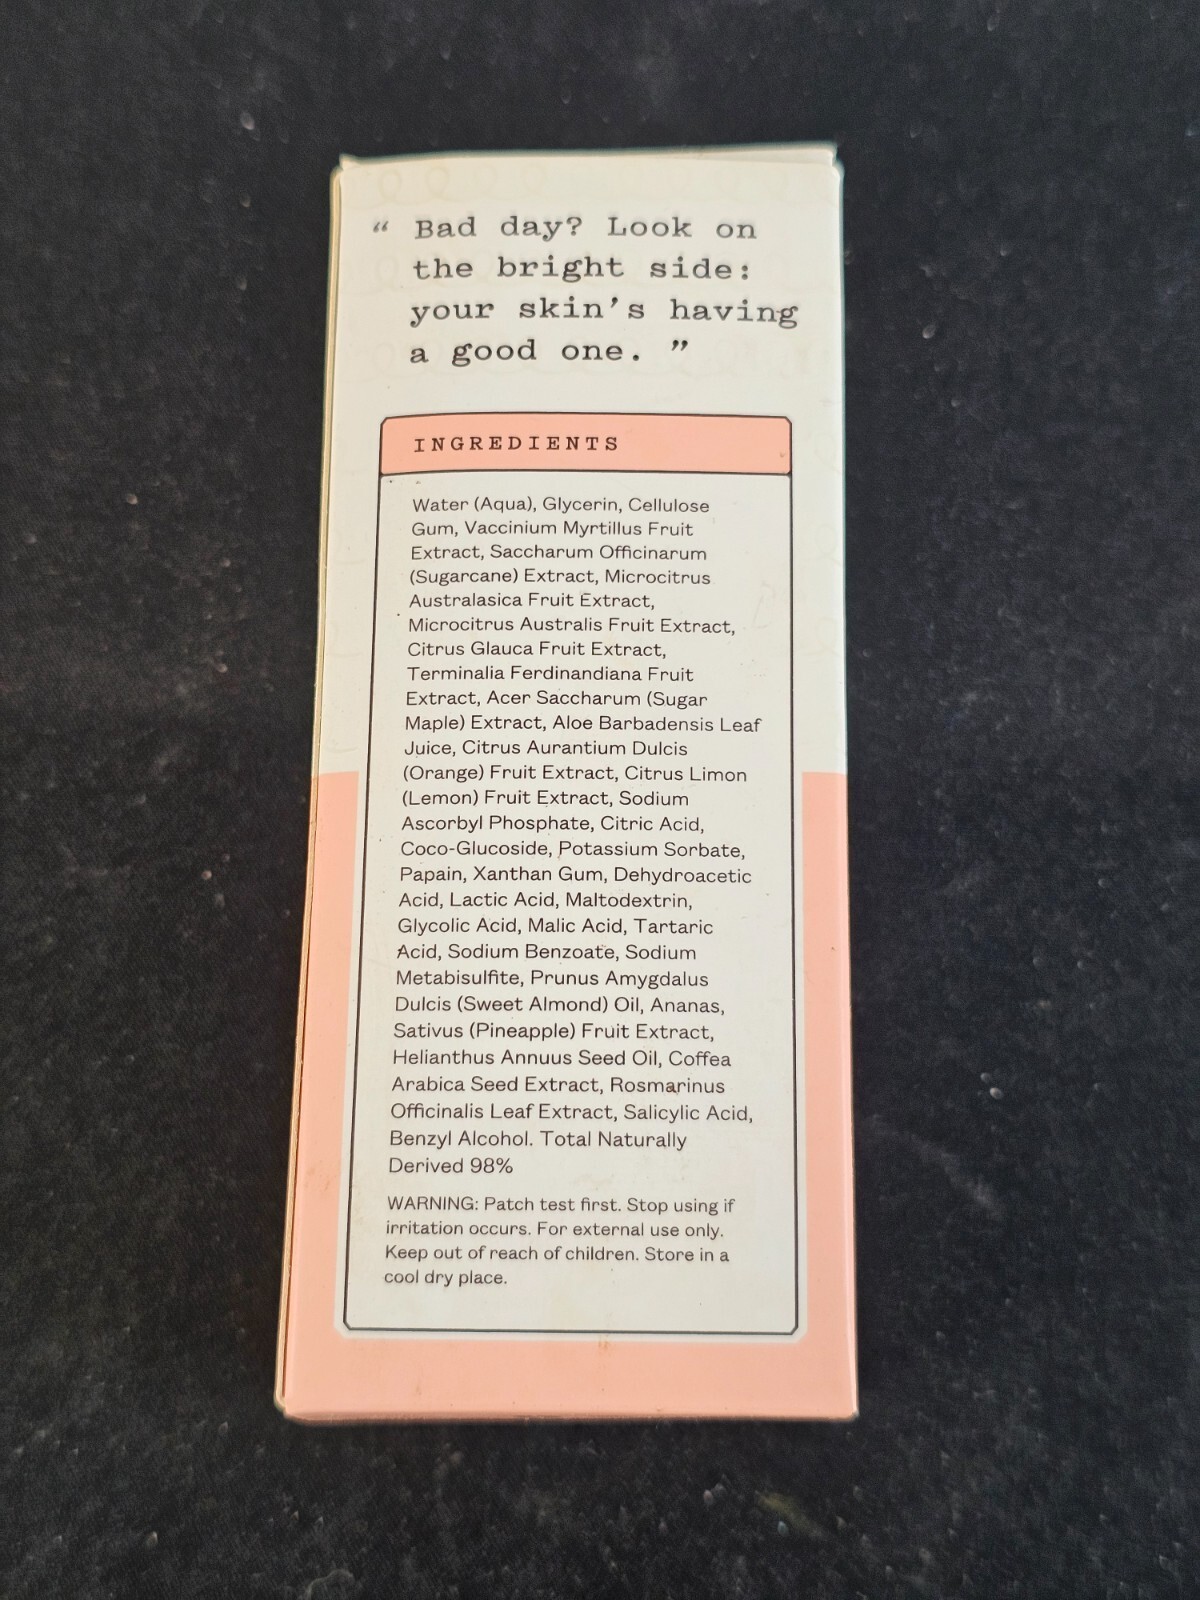 “ Bad day? Look on
the bright side:
your skin’s having
a good one. ”
INGREDIENTS
Water (Aqua), Glycerin, Cellulose
Gum, Vaccinium Myrtillus Fruit
Extract, Saccharum Officinarum
(Sugarcane) Extract, Microcitrus
Australasica Fruit Extract,
Microcitrus Australis Fruit Extract,
Citrus Glauca Fruit Extract,
Terminalia Ferdinandiana Fruit
Extract, Acer Saccharum (Sugar
Maple) Extract, Aloe Barbadensis Leaf
Juice, Citrus Aurantium Dulcis
(Orange) Fruit Extract, Citrus Limon
(Lemon) Fruit Extract, Sodium
Ascorbyl Phosphate, Citric Acid,
Coco-Glucoside, Potassium Sorbate,
Papain, Xanthan Gum, Dehydroacetic
Acid, Lactic Acid, Maltodextrin,
Glycolic Acid, Malic Acid, Tartaric
Acid, Sodium Benzoate, Sodium
Metabisulfite, Prunus Amygdalus
Dulcis (Sweet Almond) Oil, Ananas,
Sativus (Pineapple) Fruit Extract,
Helianthus Annuus Seed Oil, Coffea
Arabica Seed Extract, Rosmarinus
Officinalis Leaf Extract, Salicylic Acid,
Benzyl Alcohol. Total Naturally
Derived 98%
WARNING: Patch test first. Stop using if
irritation occurs. For external use only.
Keep out of reach of children. Store in a
cool dry place.